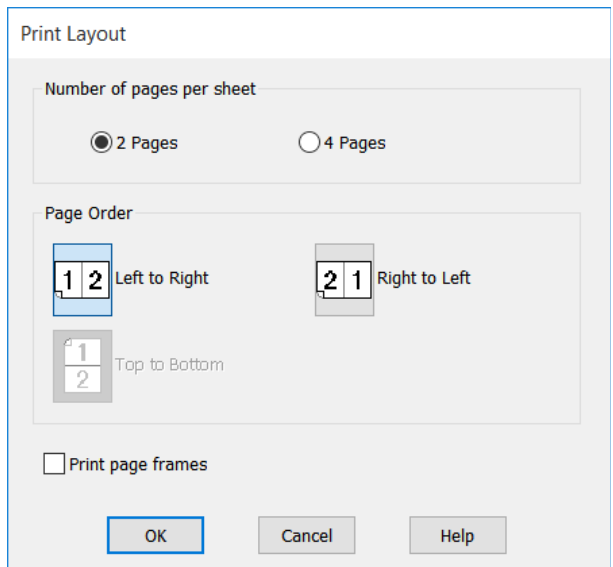 Print Layout
Number of pages per sheet
2 Pages 4 Pages
Page Order
1 2 Left to Right 2 1 Right to Left
1
2
Top to Bottom
Print page frames
OK Cancel Help